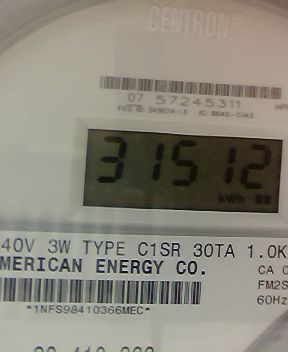 CENTRON®
07 57245311
31512
kWh
40V 3W TYPE C1SR 30TA 1.0K
MERICAN ENERGY CO.
CA 0
FM2S
60Hz
*1NFS98410366MEC*